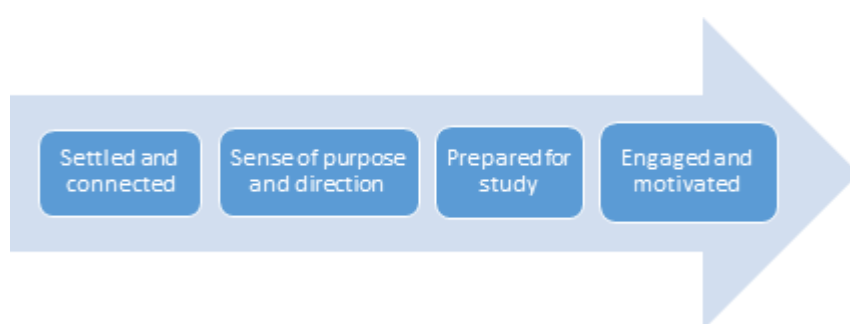 Settled and
connected
Sense of purpose
and direction
Prepared for
study
Engaged and
motivated